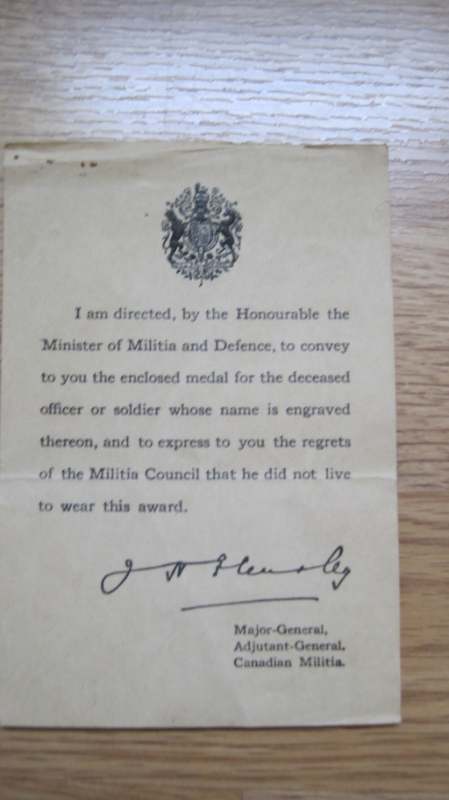 I am directed, by the Honourable the
Minister of Militia and Defence, to convey
to you the enclosed medal for the deceased
officer or soldier whose name is engraved
thereon, and to express to you the regrets
of the Militia Council that he did not live
to wear this award.
Major-General,
Adjutant-General,
Canadian Militia.